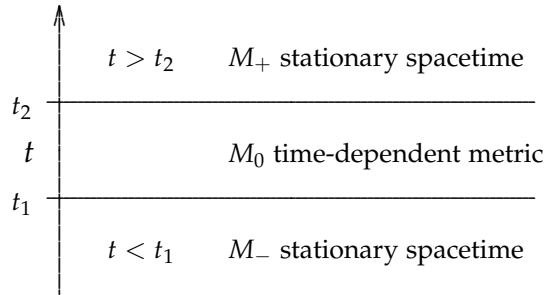 t > t₂ M₊ stationary spacetime
t₂
t M₀ time-dependent metric
t₁
t < t₁ M₋ stationary spacetime